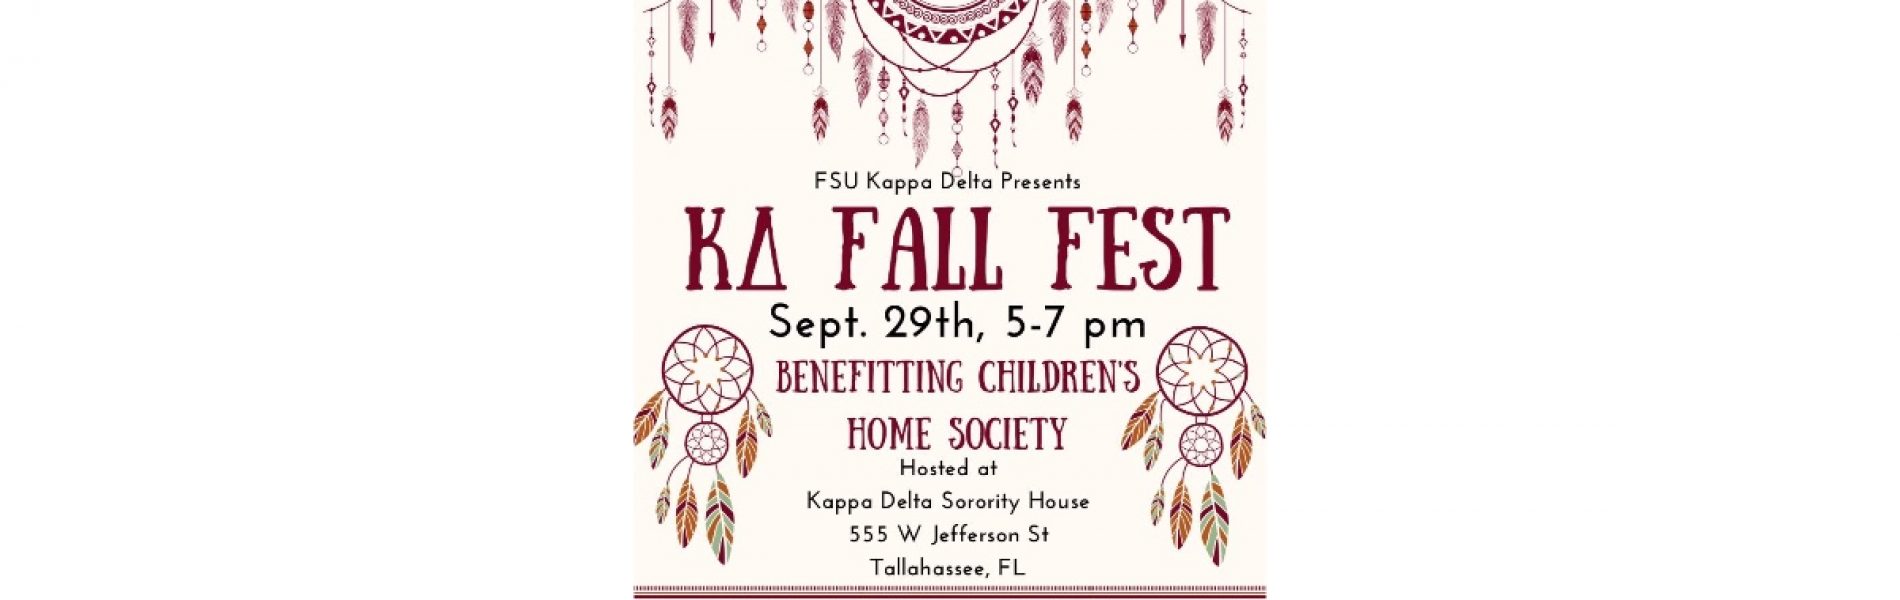 FSU Kappa Delta Presents
ΚΔ FALL FEST
Sept. 29th, 5-7 pm
BENEFITTING CHILDREN'S
HOME SOCIETY
Hosted at
Kappa Delta Sorority House
555 W Jefferson St
Tallahassee, FL